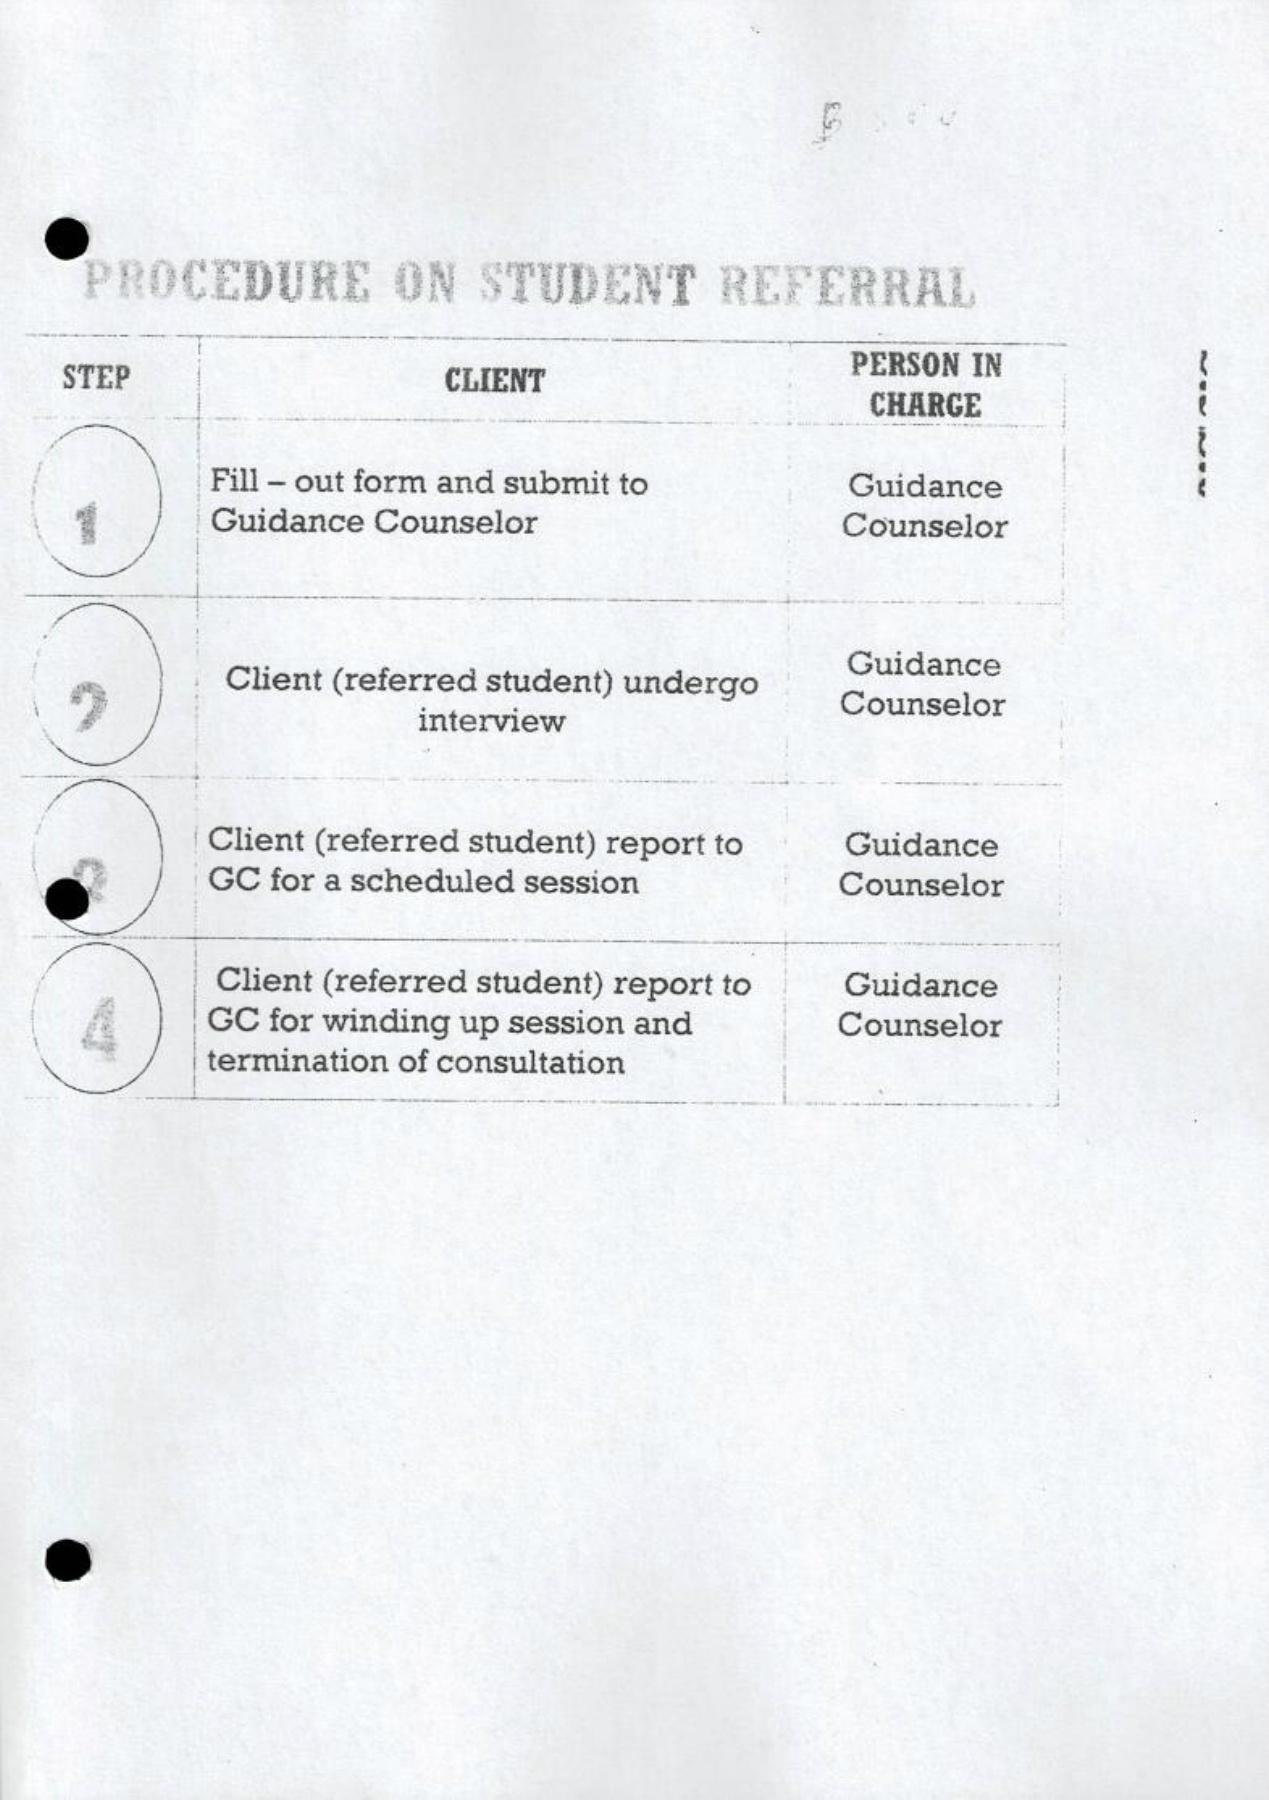 PROCEDURE ON STUDENT REFERRAL
STEP CLIENT PERSON IN CHARGE
1 Fill – out form and submit to
Guidance Counselor
Guidance
Counselor
2 Client (referred student) undergo
interview
Guidance
Counselor
Client (referred student) report to
GC for a scheduled session
Guidance
Counselor
4 Client (referred student) report to
GC for winding up session and
termination of consultation
Guidance
Counselor